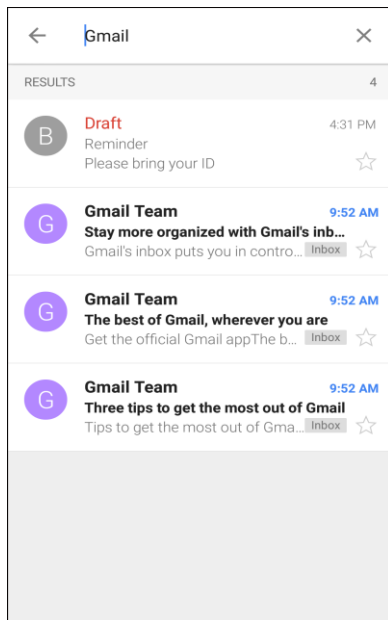 Gmail
RESULTS 4
B
Draft 4:31 PM
Reminder
Please bring your ID
G
Gmail Team 9:52 AM
Stay more organized with Gmail's inb...
Gmail's inbox puts you in contro... Inbox
G
Gmail Team 9:52 AM
The best of Gmail, wherever you are
Get the official Gmail appThe b... Inbox
G
Gmail Team 9:52 AM
Three tips to get the most out of Gmail
Tips to get the most out of Gma... Inbox